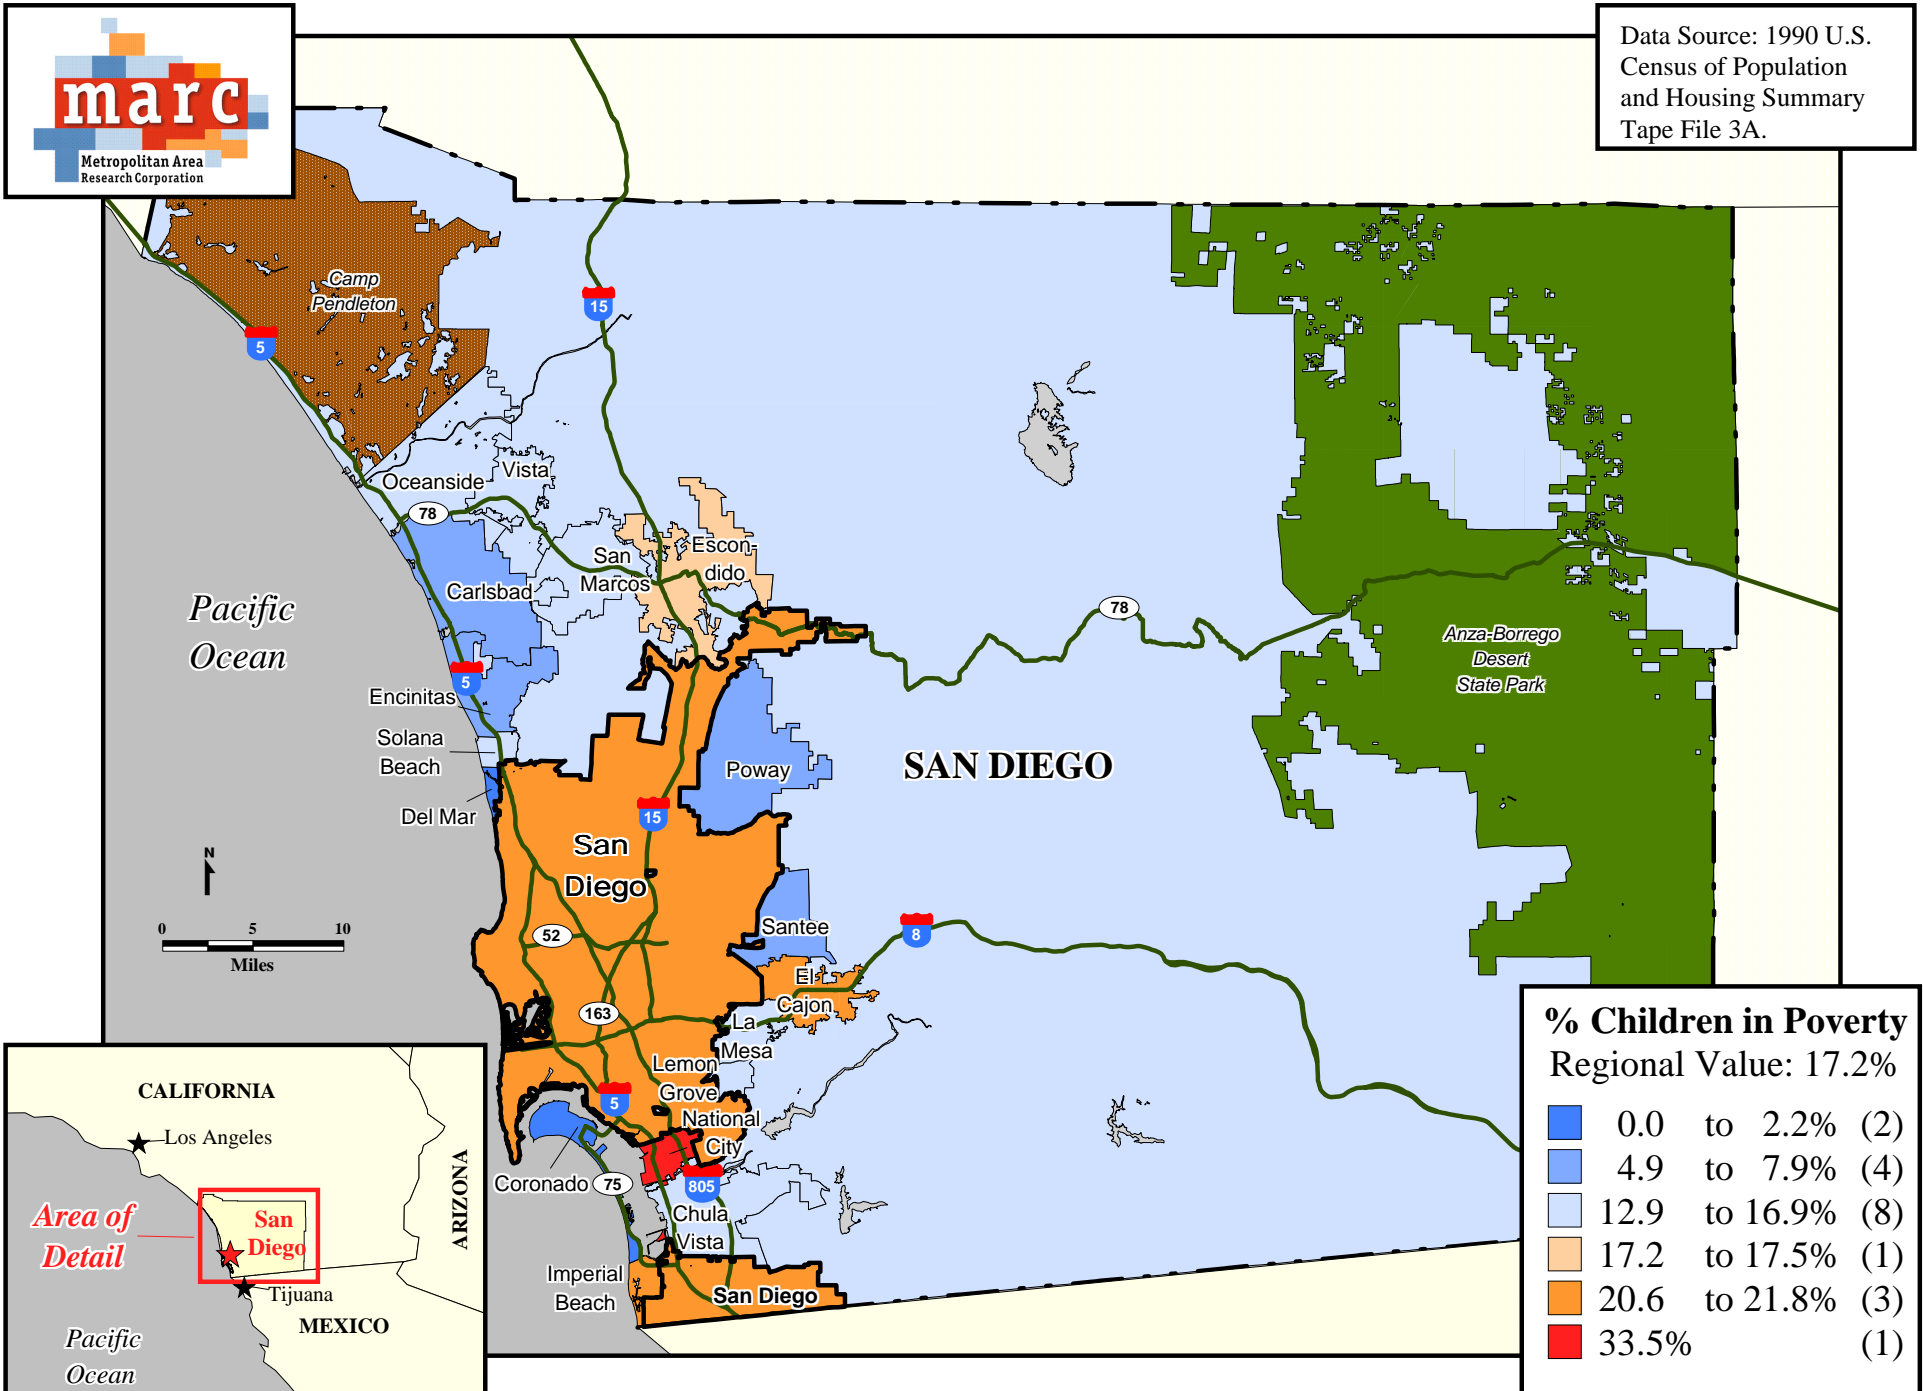 marc
Metropolitan Area
Research Corporation
Data Source: 1990 U.S.
Census of Population
and Housing Summary
Tape File 3A.
Camp
Pendleton
15
5
Oceanside
Vista
78
San
Marcos
Escon-
dido
Carlsbad
Pacific
Ocean
78
Anza-Borrego
Desert
State Park
5
Encinitas
Solana
Beach
Del Mar
Poway
SAN DIEGO
15
San
Diego
N
0 5 10
Miles
52
Santee
8
El
Cajon
163
La
Mesa
Lemon
Grove
5
National
City
Coronado
75
805
Chula
Vista
Imperial
Beach
San Diego
CALIFORNIA
Los Angeles
ARIZONA
Area of
Detail
San
Diego
Tijuana
MEXICO
Pacific
Ocean
% Children in Poverty
Regional Value: 17.2%
0.0 to 2.2% (2)
4.9 to 7.9% (4)
12.9 to 16.9% (8)
17.2 to 17.5% (1)
20.6 to 21.8% (3)
33.5% (1)